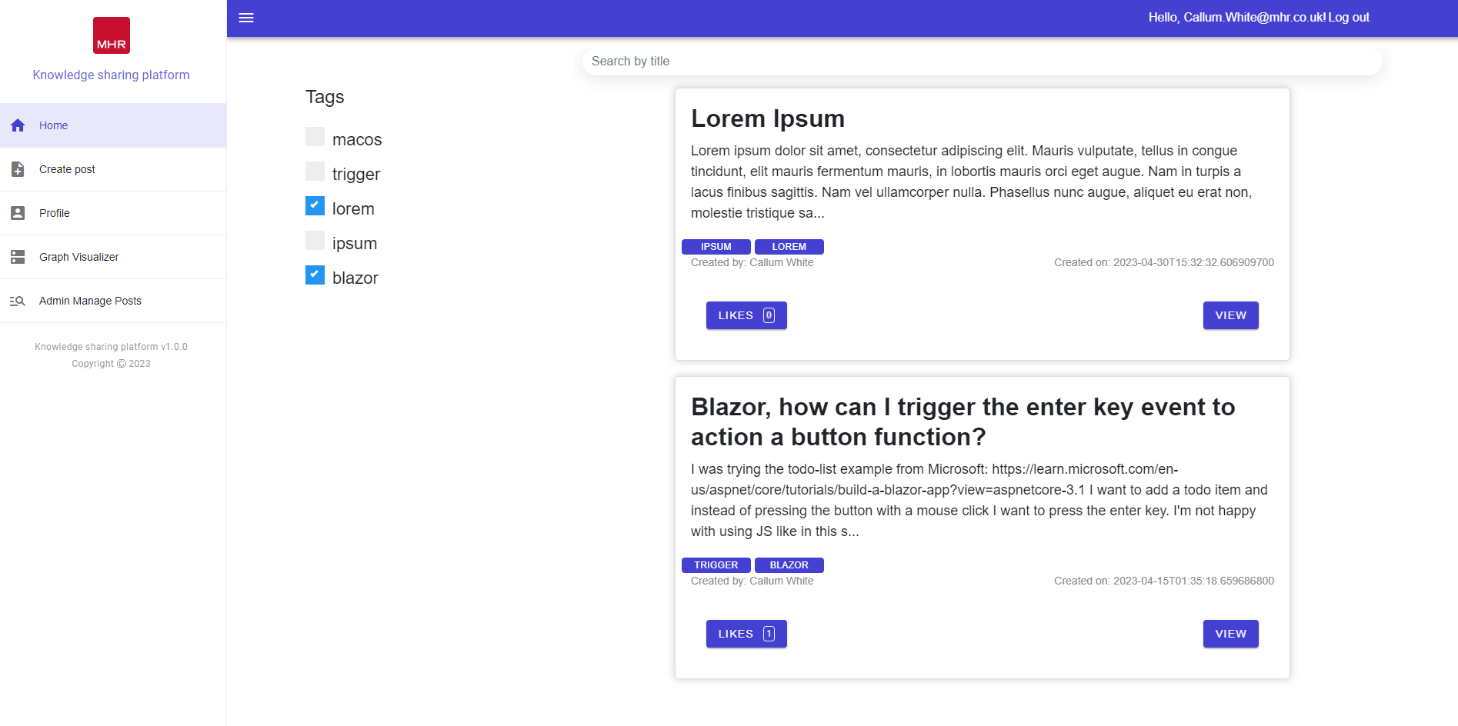 MHR
Knowledge sharing platform
Home
Create post
Profile
Graph Visualizer
Admin Manage Posts
Knowledge sharing platform v1.0.0
Copyright © 2023
Hello, Callum.White@mhr.co.uk! Log out
Search by title
Tags
macos
trigger
lorem
ipsum
blazor
Lorem Ipsum
Lorem ipsum dolor sit amet, consectetur adipiscing elit. Mauris vulputate, tellus in congue
tincidunt, elit mauris fermentum mauris, in lobortis mauris orci eget augue. Nam in turpis a
lacus finibus sagittis. Nam vel ullamcorper nulla. Phasellus nunc augue, aliquet eu erat non,
molestie tristique sa...
IPSUM LOREM
Created by: Callum White Created on: 2023-04-30T15:32:32.606909700
LIKES 0 VIEW
Blazor, how can I trigger the enter key event to
action a button function?
I was trying the todo-list example from Microsoft: https://learn.microsoft.com/en-
us/aspnet/core/tutorials/build-a-blazor-app?view=aspnetcore-3.1 I want to add a todo item and
instead of pressing the button with a mouse click I want to press the enter key. I'm not happy
with using JS like in this s...
TRIGGER BLAZOR
Created by: Callum White Created on: 2023-04-15T01:35:18.659686800
LIKES 1 VIEW